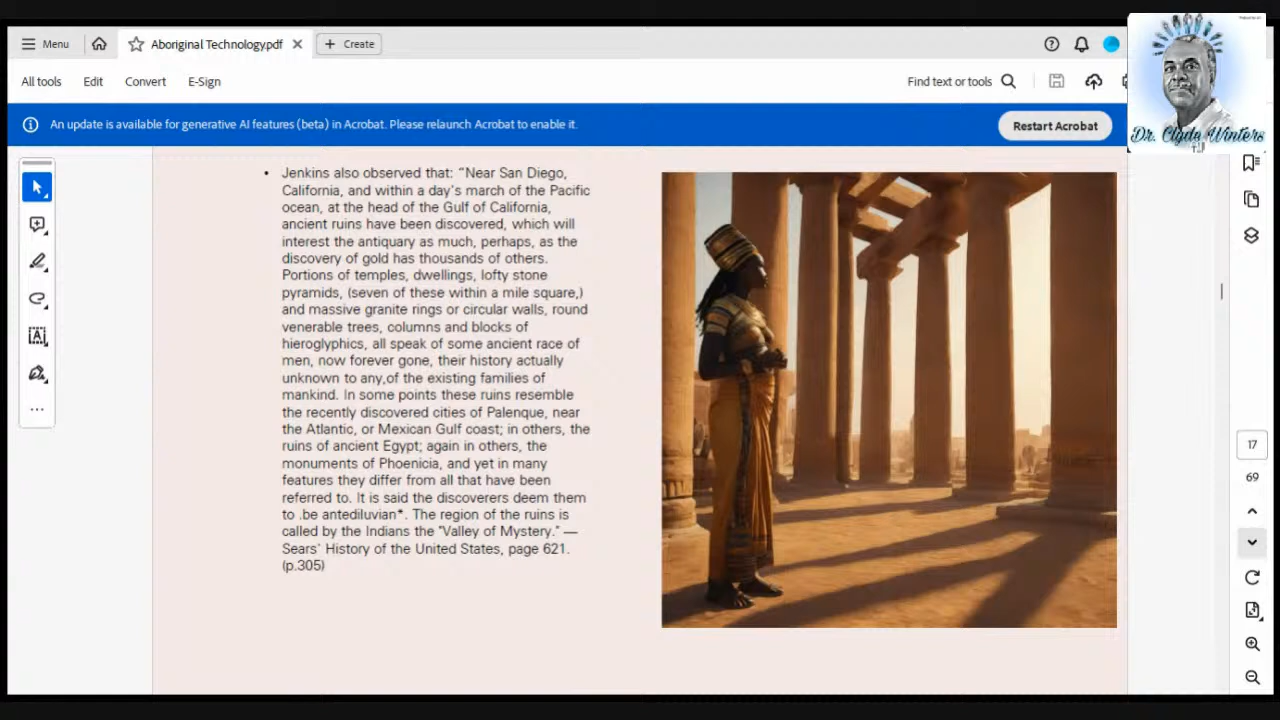 Menu
Aboriginal Technology.pdf
Create
All tools
Edit
Convert
E-Sign
Find text or tools
An update is available for generative AI features (beta) in Acrobat. Please relaunch Acrobat to enable it.
Restart Acrobat
Dr. Clyde Winters
• Jenkins also observed that: “Near San Diego,
California, and within a day's march of the Pacific
ocean, at the head of the Gulf of California,
ancient ruins have been discovered, which will
interest the antiquary as much, perhaps, as the
discovery of gold has thousands of others.
Portions of temples, dwellings, lofty stone
pyramids, (seven of these within a mile square,)
and massive granite rings or circular walls, round
venerable trees, columns and blocks of
hieroglyphics, all speak of some ancient race of
men, now forever gone, their history actually
unknown to any,of the existing families of
mankind. In some points these ruins resemble
the recently discovered cities of Palenque, near
the Atlantic, or Mexican Gulf coast; in others, the
ruins of ancient Egypt; again in others, the
monuments of Phoenicia, and yet in many
features they differ from all that have been
referred to. It is said the discoverers deem them
to .be antediluvian*. The region of the ruins is
called by the Indians the “Valley of Mystery.” —
Sears' History of the United States, page 621.
(p.305)
17
69